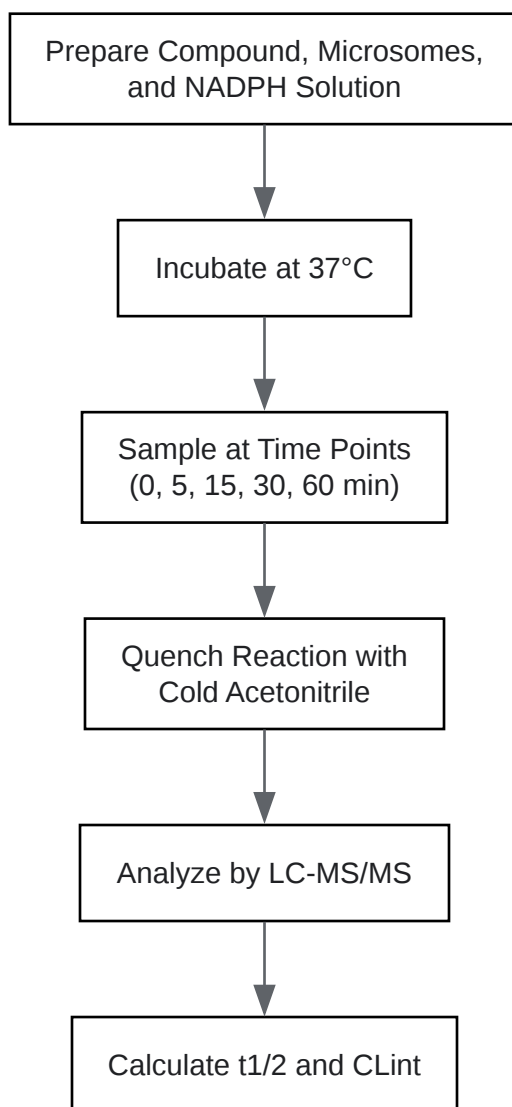 Prepare Compound, Microsomes,
and NADPH Solution
Incubate at 37°C
Sample at Time Points
(0, 5, 15, 30, 60 min)
Quench Reaction with
Cold Acetonitrile
Analyze by LC-MS/MS
Calculate t1/2 and CLint